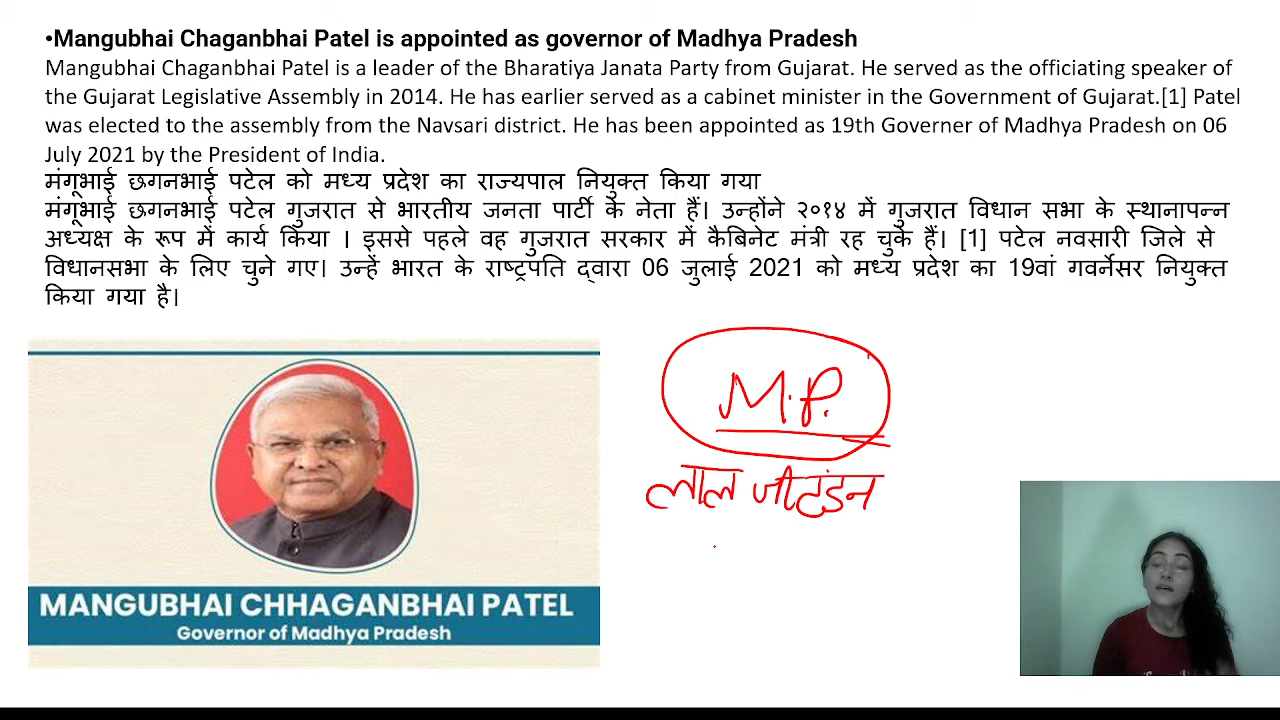 •Mangubhai Chaganbhai Patel is appointed as governor of Madhya Pradesh
Mangubhai Chaganbhai Patel is a leader of the Bharatiya Janata Party from Gujarat. He served as the officiating speaker of
the Gujarat Legislative Assembly in 2014. He has earlier served as a cabinet minister in the Government of Gujarat.[1] Patel
was elected to the assembly from the Navsari district. He has been appointed as 19th Governer of Madhya Pradesh on 06
July 2021 by the President of India.
मंगूभाई छगनभाई पटेल को मध्य प्रदेश का राज्यपाल नियुक्त किया गया
मंगूभाई छगनभाई पटेल गुजरात से भारतीय जनता पार्टी के नेता हैं। उन्होंने २०१४ में गुजरात विधान सभा के स्थानापन्न
अध्यक्ष के रूप में कार्य किया । इससे पहले वह गुजरात सरकार में कैबिनेट मंत्री रह चुके हैं। [1] पटेल नवसारी जिले से
विधानसभा के लिए चुने गए। उन्हें भारत के राष्ट्रपति द्वारा 06 जुलाई 2021 को मध्य प्रदेश का 19वां गवर्नेसर नियुक्त
किया गया है।
M.P.
लाल जी टंडन
MANGUBHAI CHHAGANBHAI PATEL
Governor of Madhya Pradesh